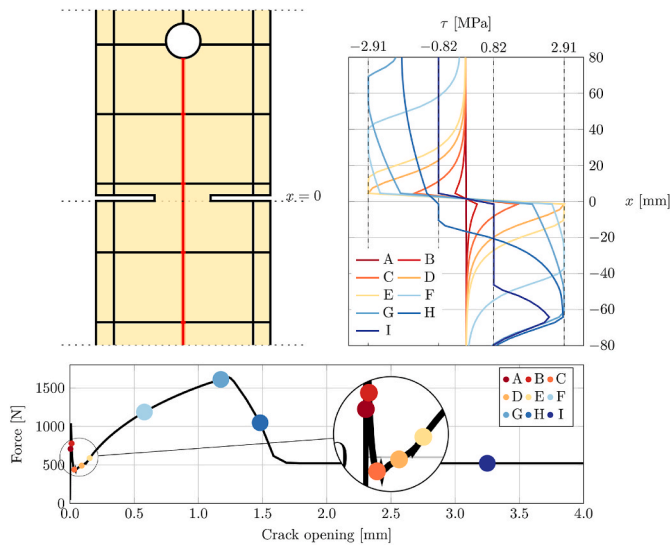 τ [MPa]
−2.91 −0.82 0.82 2.91
80
60
40
20
x = 0
0 x [mm]
−20
A B
C D
−40
E F
G H
−60
I
−80
Force [N]
1500
1000
500
0
A B C
D E F
G H I
0.0 0.5 1.0 1.5 2.0 2.5 3.0 3.5 4.0
Crack opening [mm]